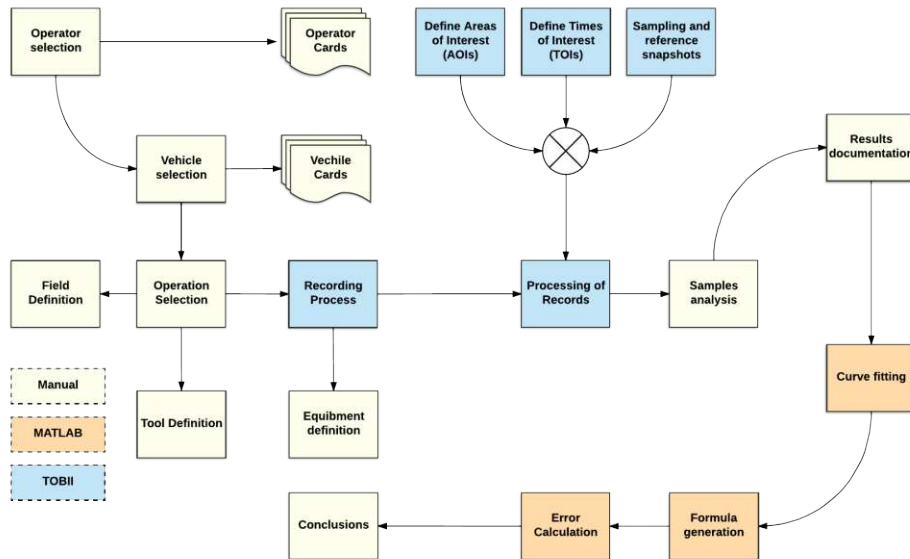 Operator
selection
Operator
Cards
Define Areas of
Interest
(AOIs)
Define Times of
Interest (TOIs)
Sampling and
reference
snapshots
Vehicle
selection
Vechile
Cards
Results
documentation
Field
Definition
Operation
Selection
Recording
Process
Processing of
Records
Samples
analysis
Manual
MATLAB
TOBII
Tool Definition
Equibment
definition
Curve fitting
Conclusions
Error
Calculation
Formula
generation